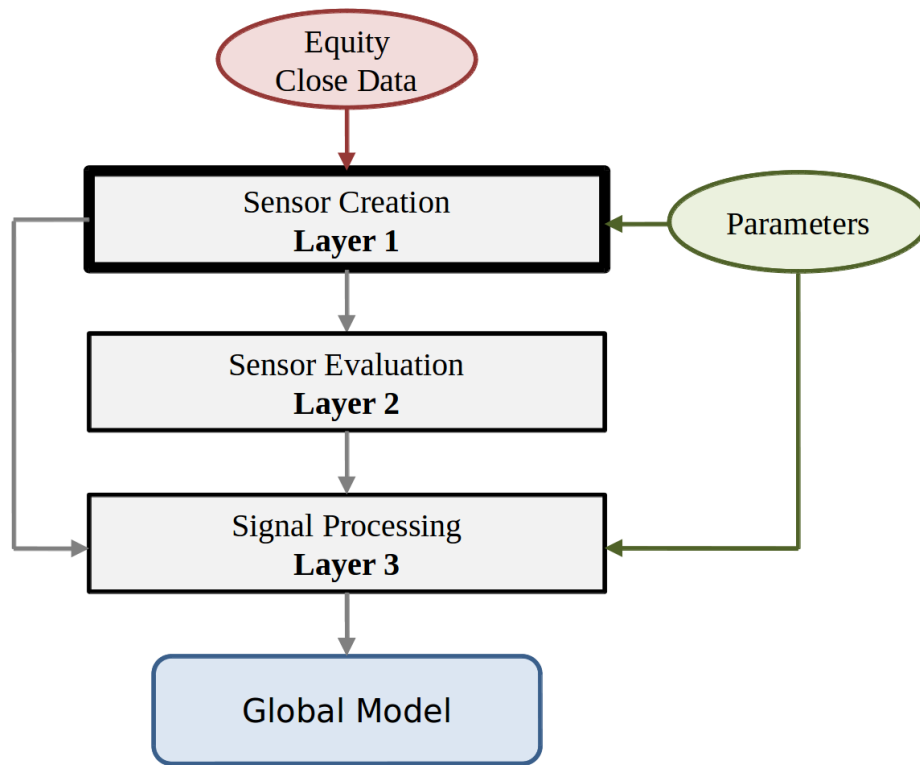 Equity
Close Data
Sensor Creation
Layer 1
Parameters
Sensor Evaluation
Layer 2
Signal Processing
Layer 3
Global Model